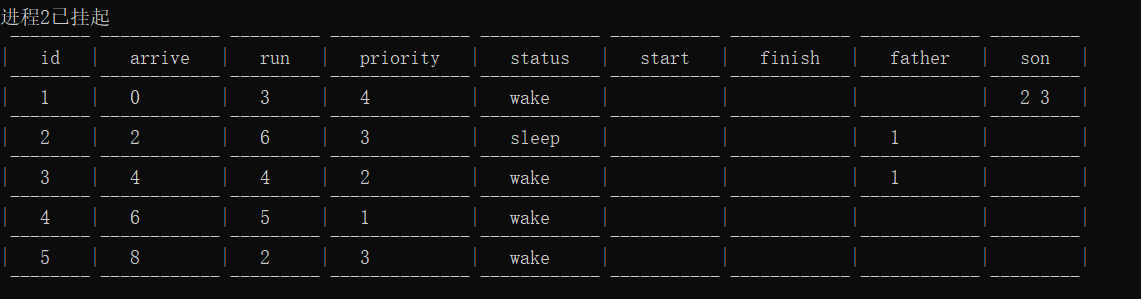 进程2已挂起
id arrive run priority status start finish father son
1 0 3 4 wake 2 3
2 2 6 3 sleep 1
3 4 4 2 wake 1
4 6 5 1 wake
5 8 2 3 wake